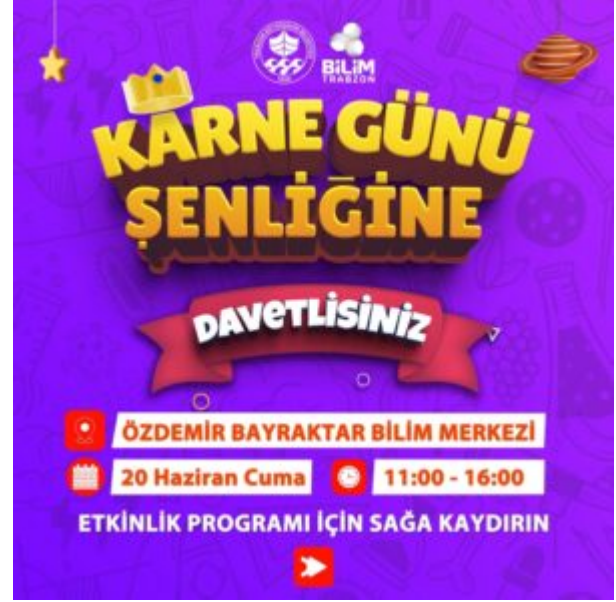 BİLİM
TRABZON
KARNE GÜNÜ
ŞENLİĞİNE
DAVeTLİSİNİZ
ÖZDEMİR BAYRAKTAR BİLİM MERKEZİ
20 Haziran Cuma
11:00 - 16:00
ETKİNLİK PROGRAMI İÇİN SAĞA KAYDIRIN